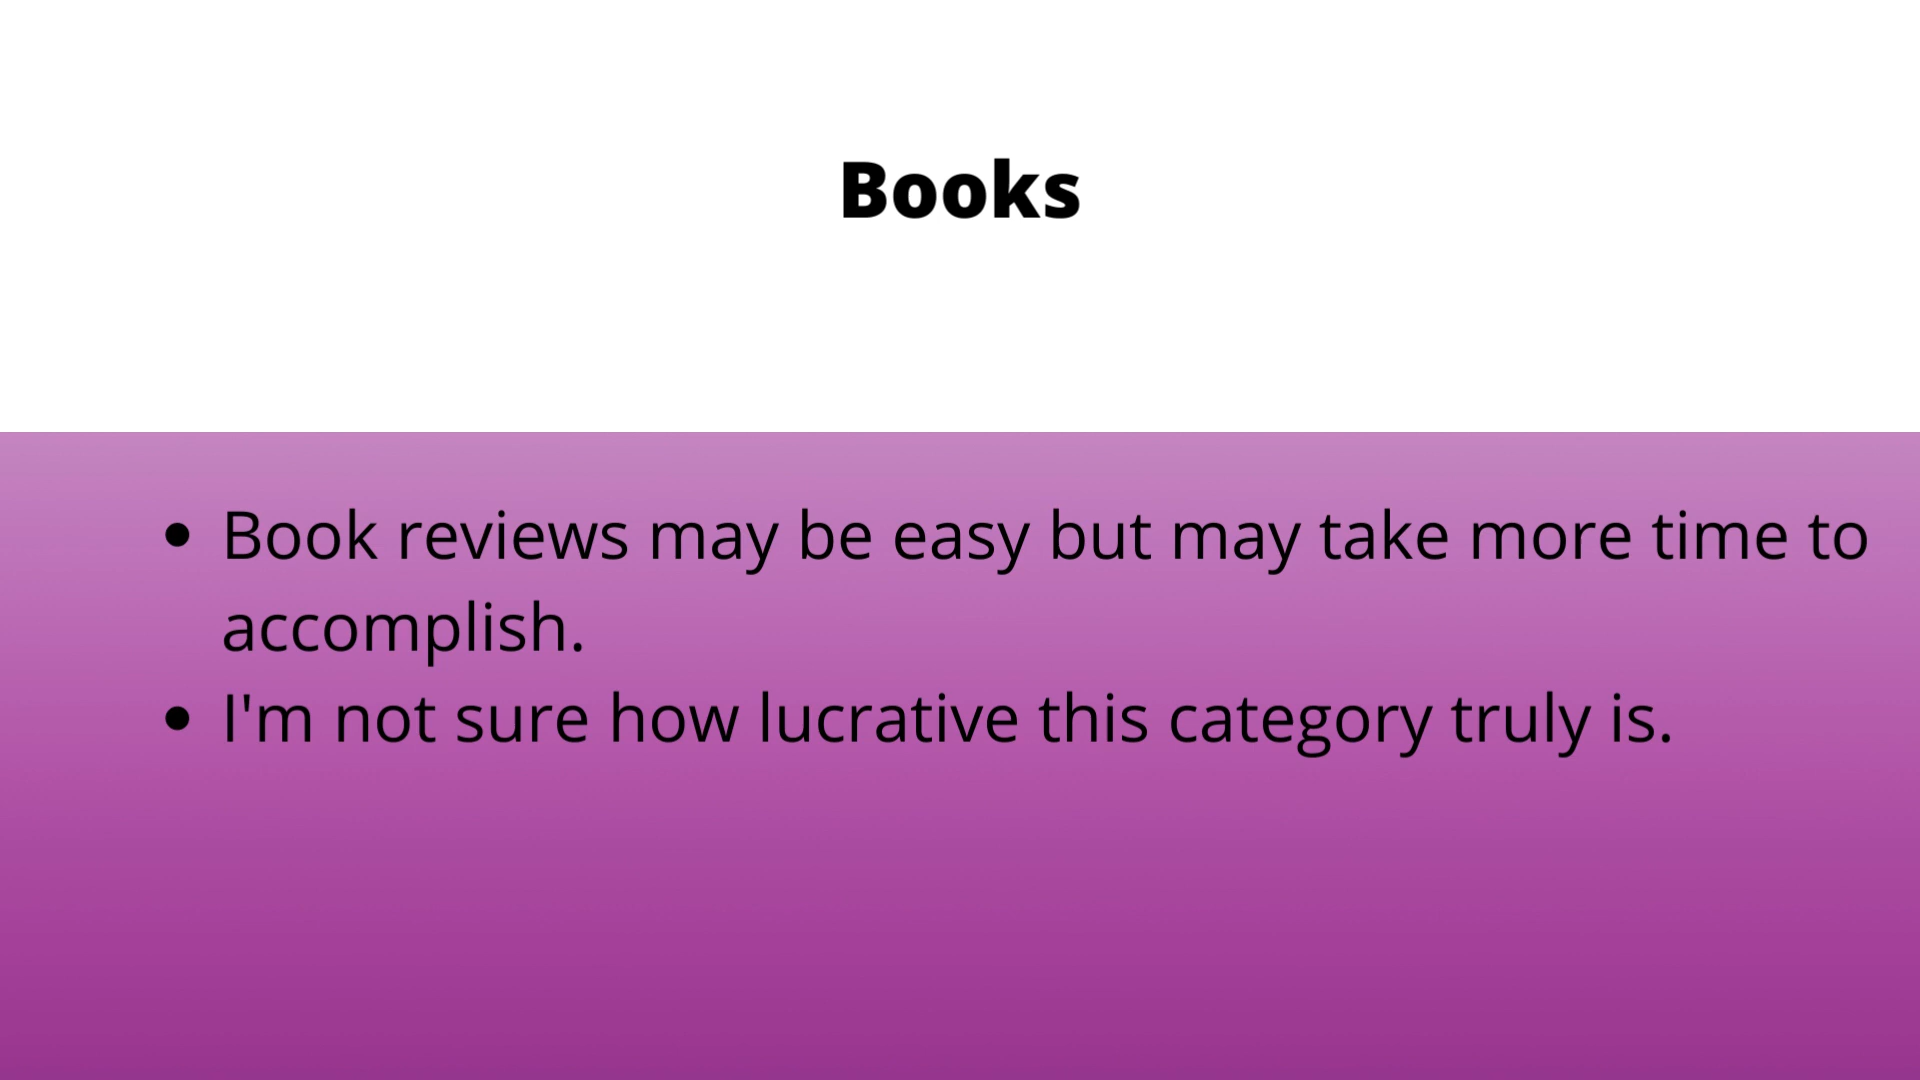 Books
• Book reviews may be easy but may take more time to
accomplish.
• I'm not sure how lucrative this category truly is.